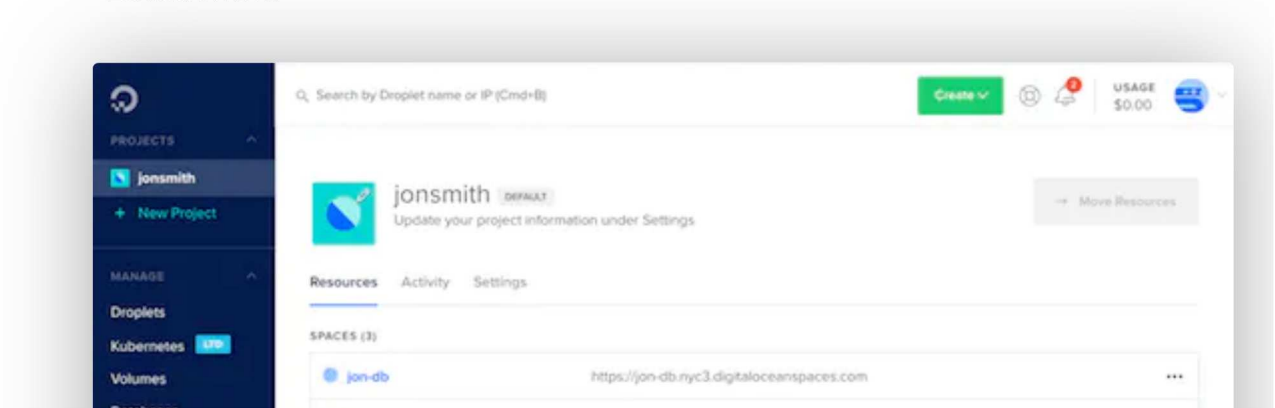 Search by Droplet name or IP (Cmd+B)
Create
2
USAGE
$0.00
PROJECTS
jonsmith
+ New Project
MANAGE
Droplets
Kubernetes LTD
Volumes
jonsmith DEFAULT
Update your project information under Settings
→ Move Resources
Resources Activity Settings
SPACES (3)
jon-db https://jon-db.nyc3.digitaloceanspaces.com ...